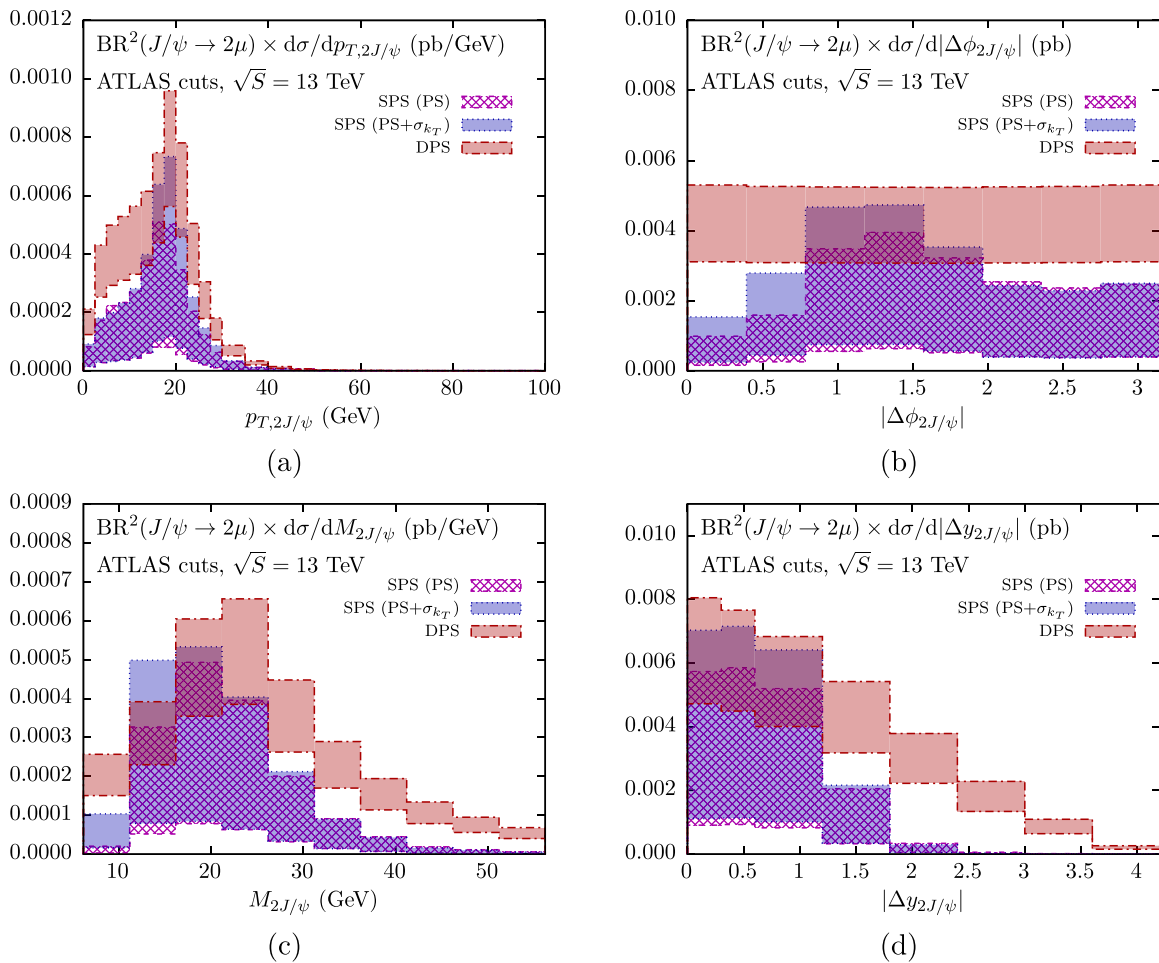 0.0012
0.0010
0.0008
0.0006
0.0004
0.0002
0.0000
BR²(J/ψ → 2μ) × dσ/dp_{T,2J/ψ} (pb/GeV)
ATLAS cuts, √S = 13 TeV
SPS (PS)
SPS (PS+σ_{k_T})
DPS
0 20 40 60 80 100
p_{T,2J/ψ} (GeV)
(a)
0.010
0.008
0.006
0.004
0.002
0.000
BR²(J/ψ → 2μ) × dσ/d|Δϕ_{2J/ψ}| (pb)
ATLAS cuts, √S = 13 TeV
SPS (PS)
SPS (PS+σ_{k_T})
DPS
0 0.5 1 1.5 2 2.5 3
|Δϕ_{2J/ψ}|
(b)
0.0009
0.0008
0.0007
0.0006
0.0005
0.0004
0.0003
0.0002
0.0001
0.0000
BR²(J/ψ → 2μ) × dσ/dM_{2J/ψ} (pb/GeV)
ATLAS cuts, √S = 13 TeV
SPS (PS)
SPS (PS+σ_{k_T})
DPS
10 20 30 40 50
M_{2J/ψ} (GeV)
(c)
0.010
0.008
0.006
0.004
0.002
0.000
BR²(J/ψ → 2μ) × dσ/d|Δy_{2J/ψ}| (pb)
ATLAS cuts, √S = 13 TeV
SPS (PS)
SPS (PS+σ_{k_T})
DPS
0 0.5 1 1.5 2 2.5 3 3.5 4
|Δy_{2J/ψ}|
(d)